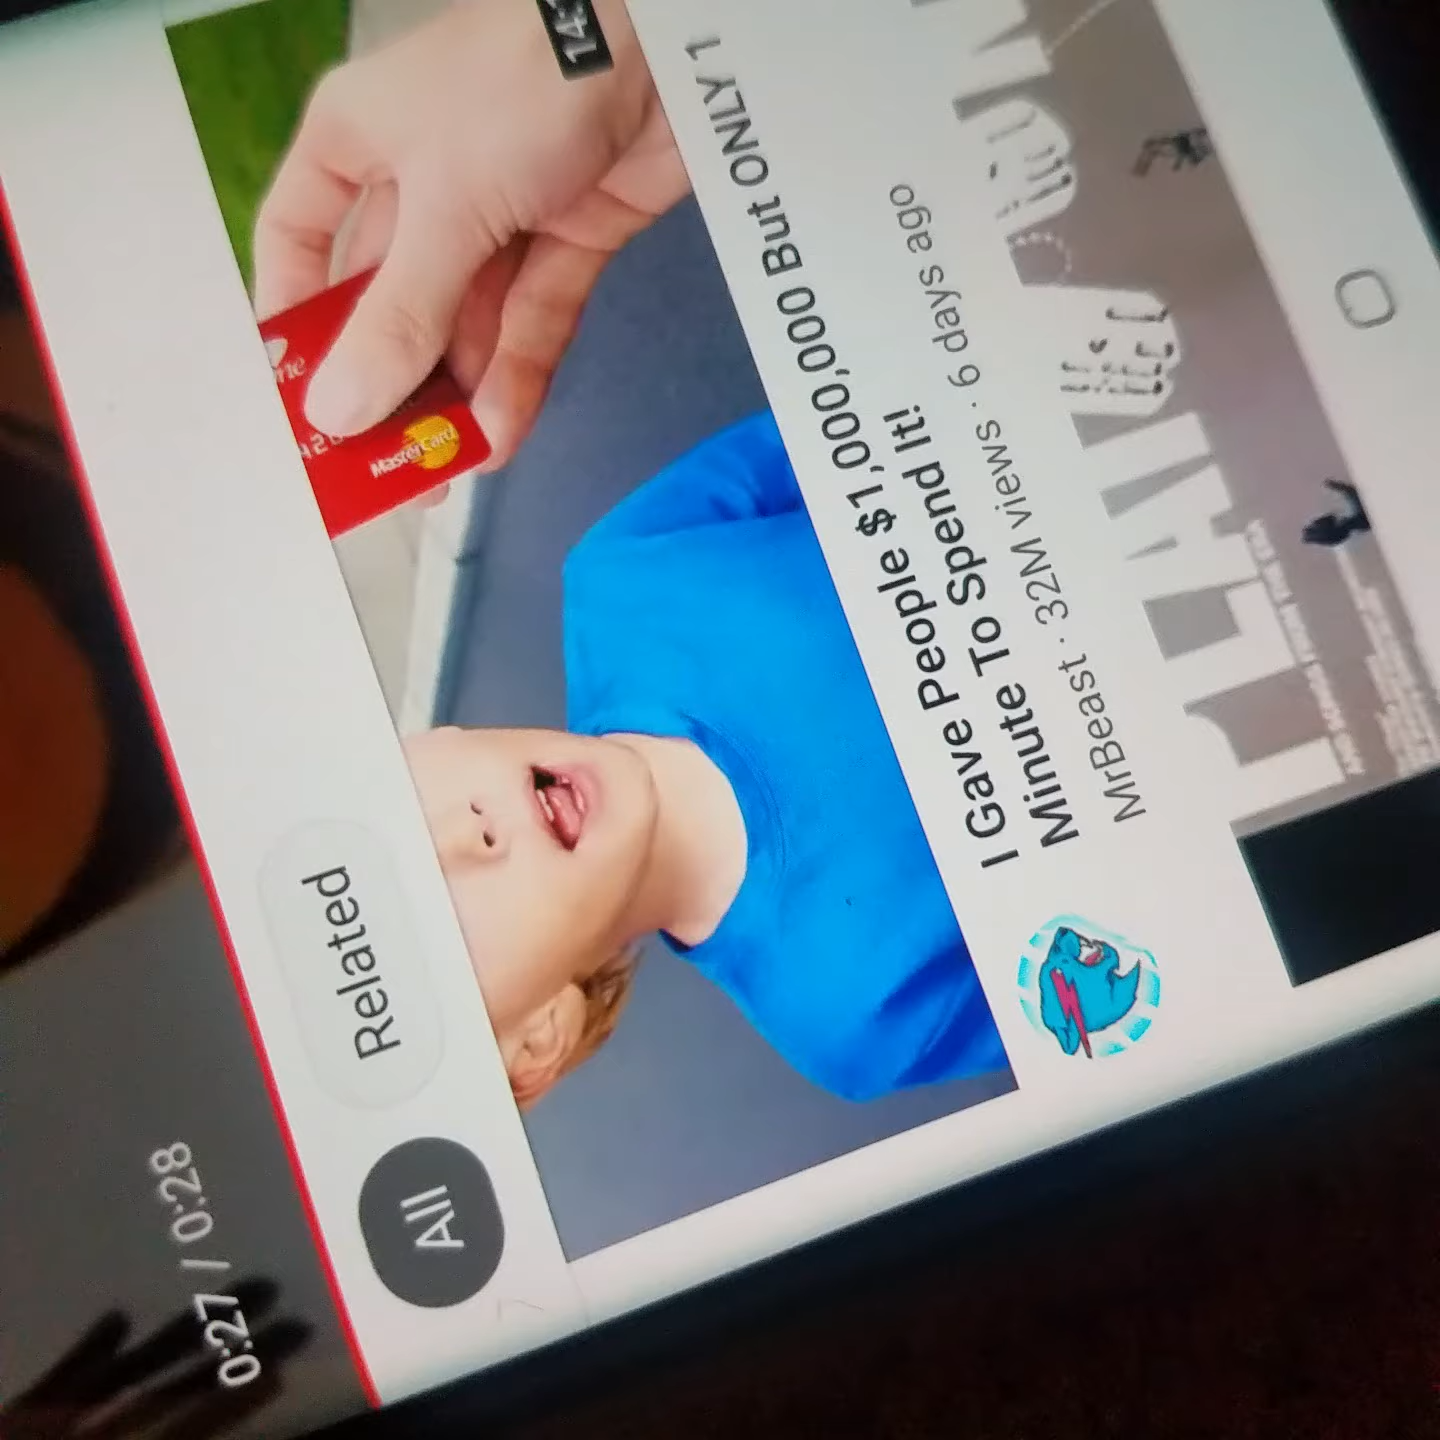 0:27 / 0:28
All
Related
MasterCard
14:
I Gave People $1,000,000 But ONLY 1
Minute To Spend It!
MrBeast · 32M views · 6 days ago